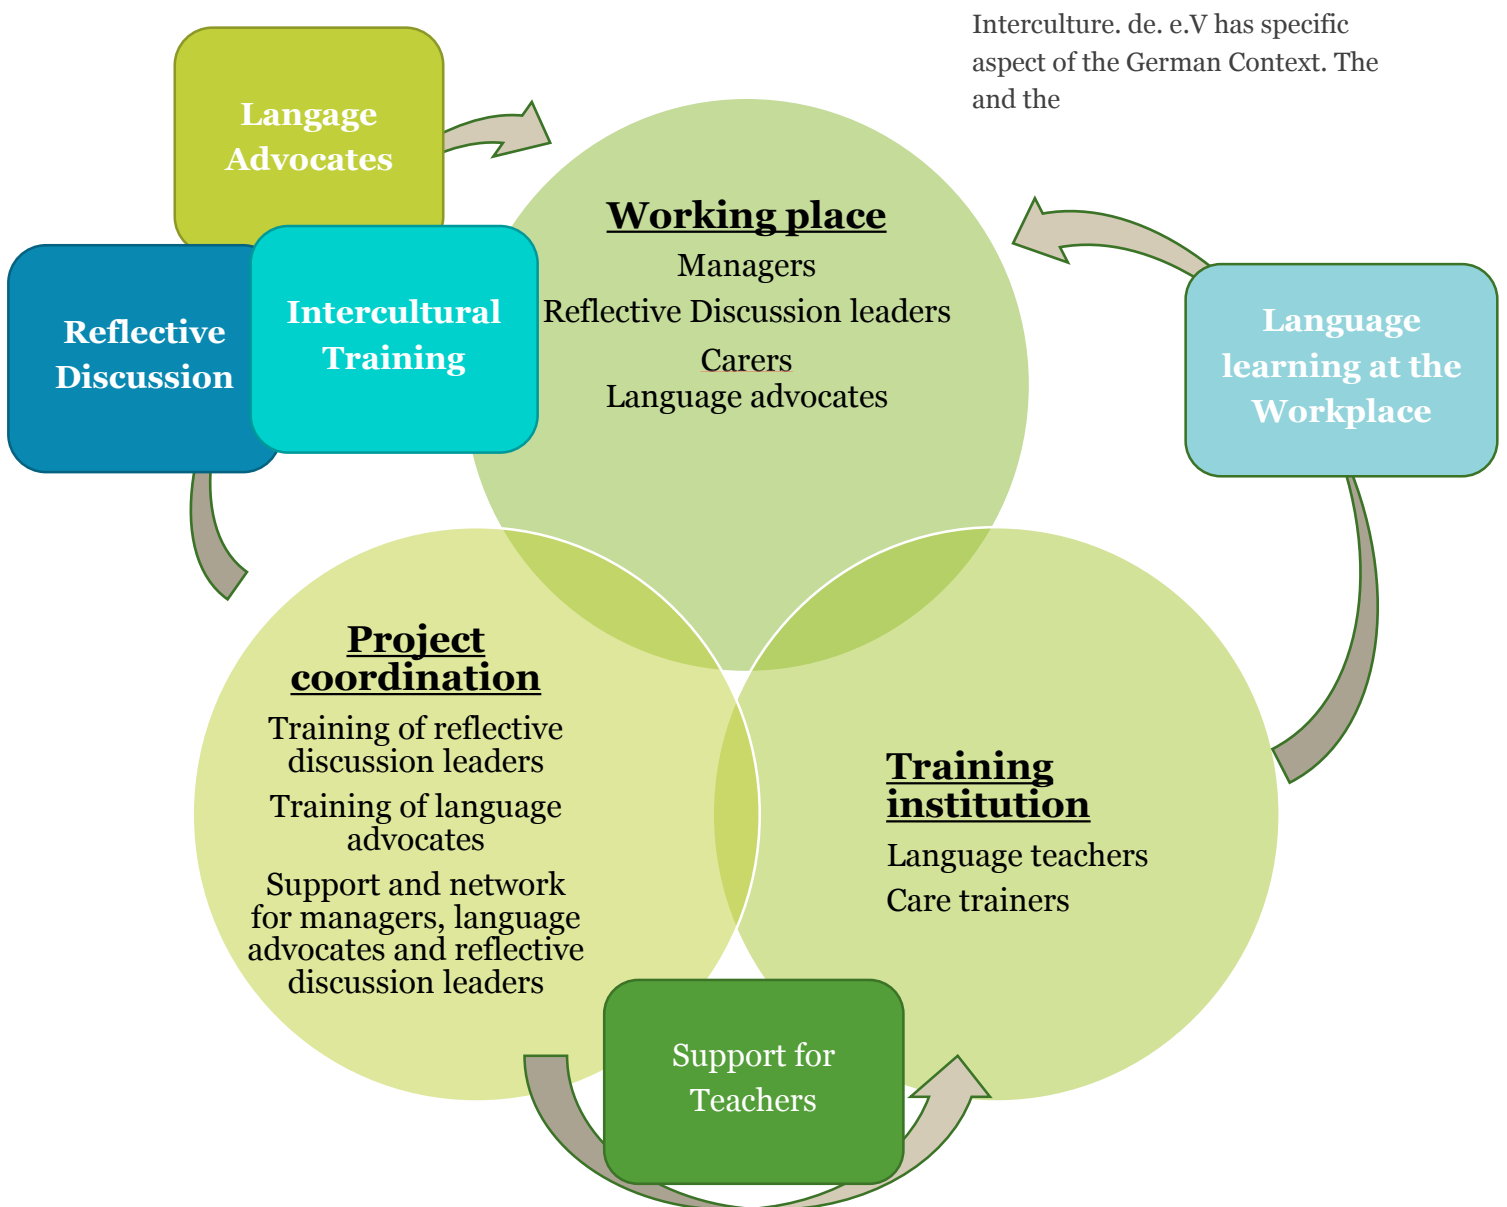 Interculture. de. e.V has specific
aspect of the German Context. The
and the
Langage
Advocates
Reflective
Discussion
Intercultural
Training
Working place
Managers
Reflective Discussion leaders
Carers
Language advocates
Language
learning at the
Workplace
Project
coordination
Training of reflective
discussion leaders
Training of language
advocates
Support and network
for managers, language
advocates and reflective
discussion leaders
Training
institution
Language teachers
Care trainers
Support for
Teachers